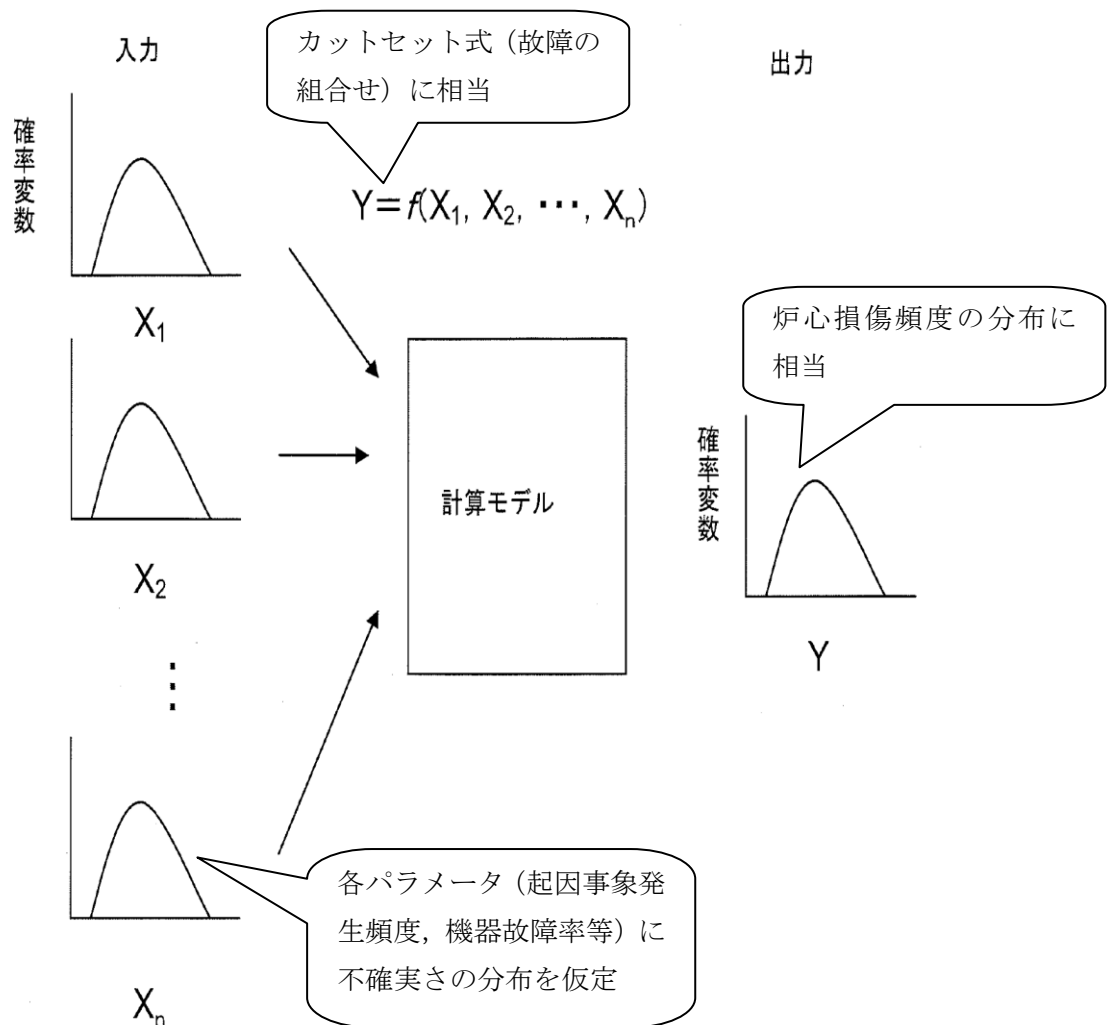 入力
カットセット式（故障の
組合せ）に相当
出力
確率変数
Y=f(X₁, X₂, ···, Xₙ)
X₁
炉心損傷頻度の分布に
相当
確率変数
計算モデル
X₂
Y
⋮
各パラメータ（起因事象発
生頻度, 機器故障率等）に
不確実さの分布を仮定
Xₙ